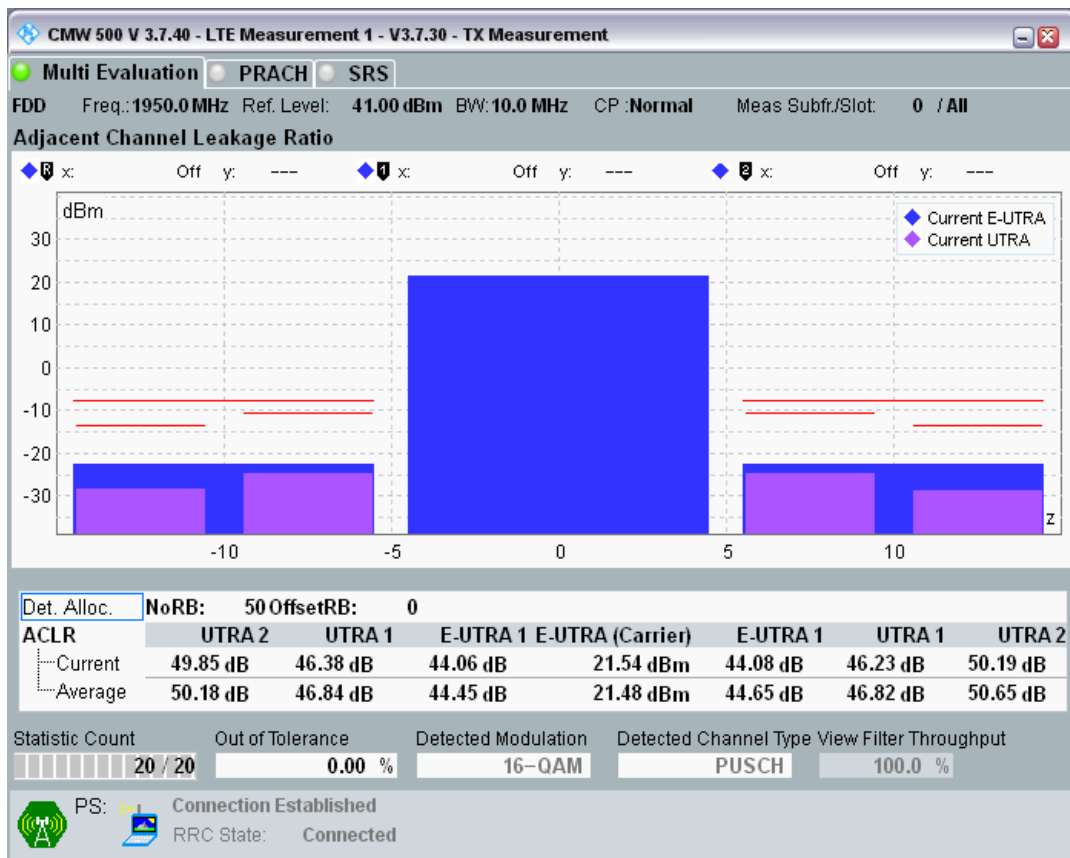 CMW 500 V 3.7.40 - LTE Measurement 1 - V3.7.30 - TX Measurement
Multi Evaluation PRACH SRS
FDD Freq.: 1950.0 MHz Ref. Level: 41.00 dBm BW: 10.0 MHz CP :Normal Meas Subfr./Slot: 0 / All
Adjacent Channel Leakage Ratio
R x: Off y: --- 1 x: Off y: --- 2 x: Off y: ---
dBm
Current E-UTRA
Current UTRA
30
20
10
0
-10
-20
-30
z
-10 -5 0 5 10
Det. Alloc. NoRB: 50 OffsetRB: 0
ACLR UTRA 2 UTRA 1 E-UTRA 1 E-UTRA (Carrier) E-UTRA 1 UTRA 1 UTRA 2
Current 49.85 dB 46.38 dB 44.06 dB 21.54 dBm 44.08 dB 46.23 dB 50.19 dB
Average 50.18 dB 46.84 dB 44.45 dB 21.48 dBm 44.65 dB 46.82 dB 50.65 dB
Statistic Count Out of Tolerance Detected Modulation Detected Channel Type View Filter Throughput
20 / 20 0.00 % 16-QAM PUSCH 100.0 %
PS: Connection Established
RRC State: Connected